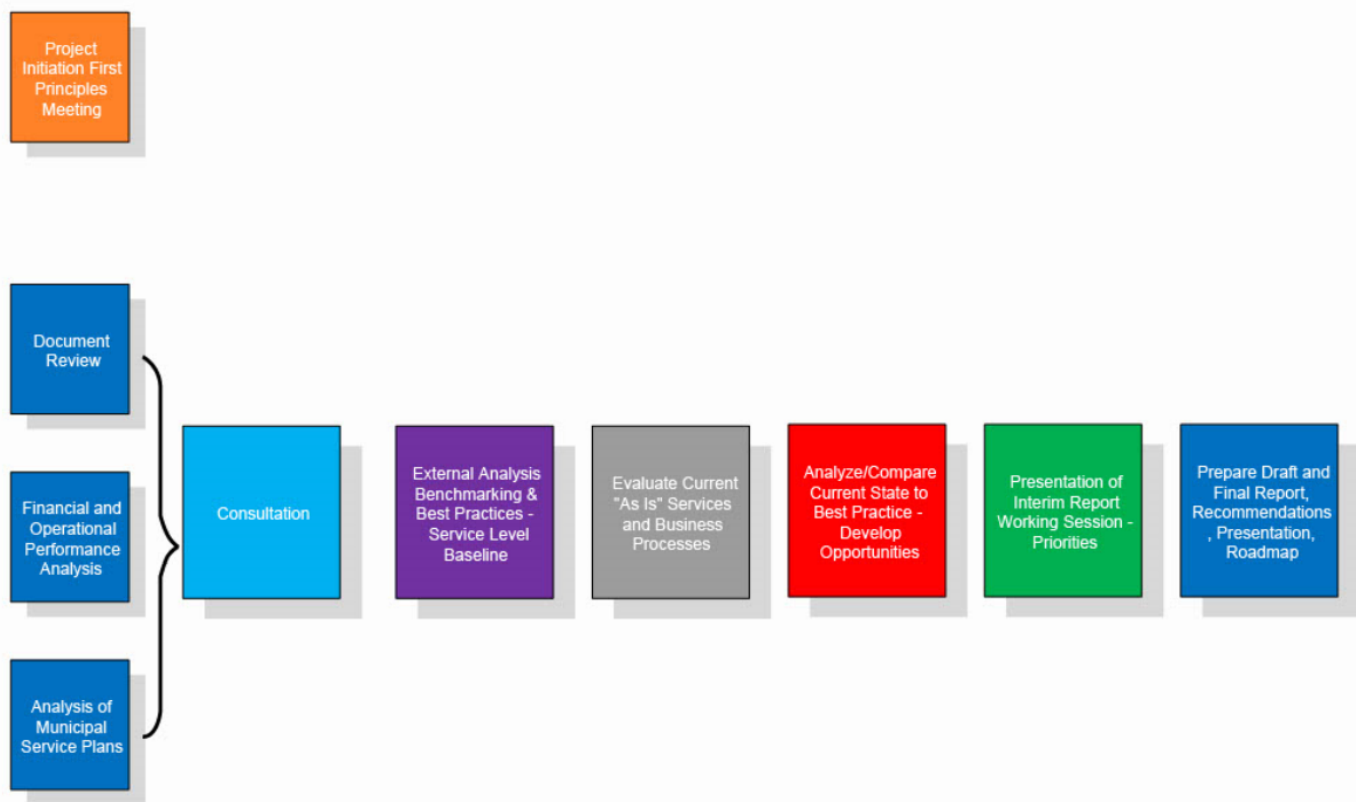 Project
Initiation First
Principles
Meeting
Document
Review
Financial and
Operational
Performance
Analysis
Analysis of
Municipal
Service Plans
Consultation
External Analysis
Benchmarking &
Best Practices -
Service Level
Baseline
Evaluate Current
"As Is" Services
and Business
Processes
Analyze/Compare
Current State to
Best Practice -
Develop
Opportunities
Presentation of
Interim Report
Working Session -
Priorities
Prepare Draft and
Final Report,
Recommendations
, Presentation,
Roadmap